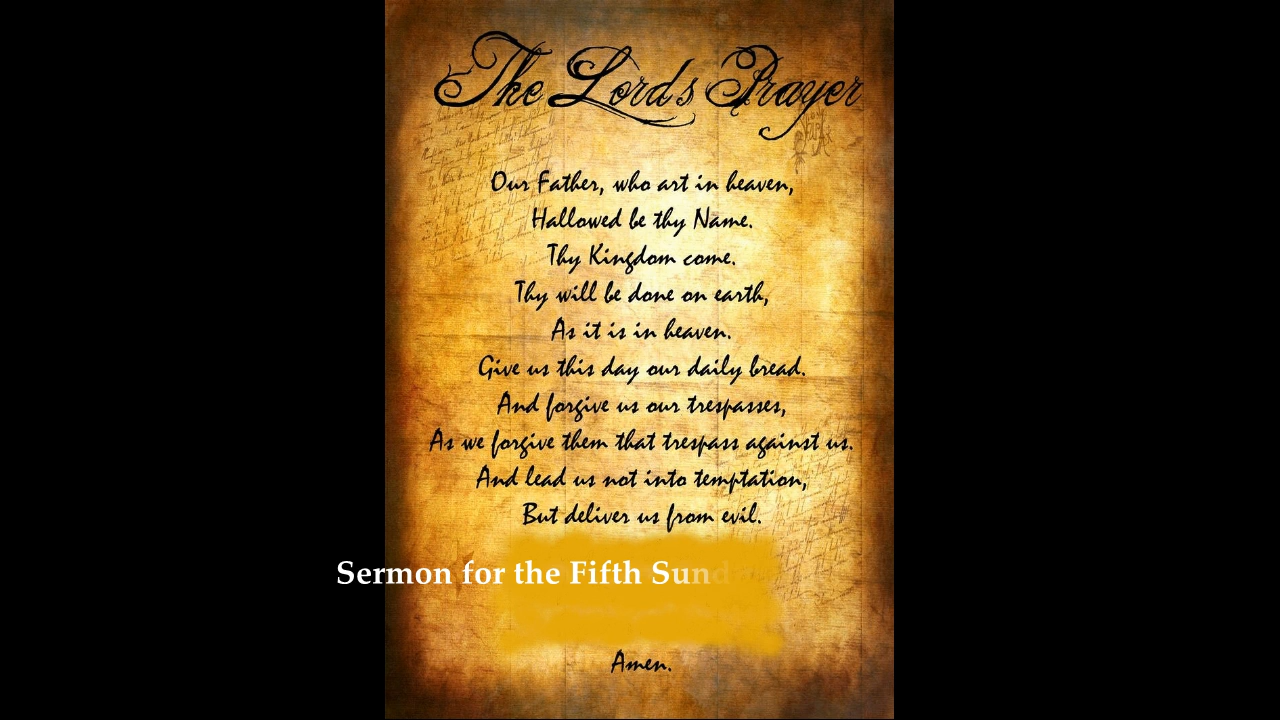 The Lord's Prayer
Our Father, who art in heaven,
Hallowed be thy Name.
Thy Kingdom come.
Thy will be done on earth,
As it is in heaven.
Give us this day our daily bread.
And forgive us our trespasses,
As we forgive them that trespass against us.
And lead us not into temptation,
But deliver us from evil.
Sermon for the Fifth Sund
Amen.